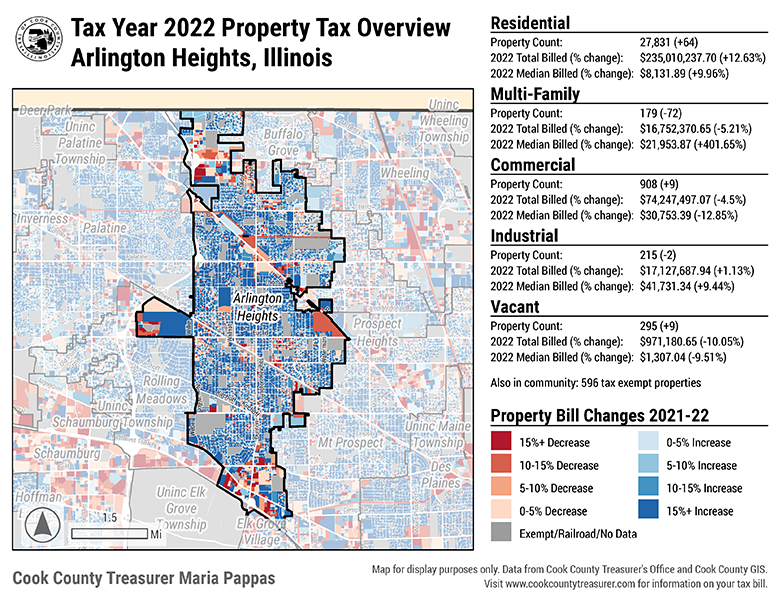 Tax Year 2022 Property Tax Overview
Arlington Heights, Illinois
Deer Park
Uninc
Palatine
Township
Buffalo
Grove
Uninc
Wheeling
Township
Wheeling
Inverness
Palatine
Arlington
Heights
Prospect
Heights
Rolling
Meadows
Uninc
Schaumburg Township
Schaumburg
Mt Prospect
Uninc Maine
Township
Des
Plaines
Hoffman
Uninc Elk
Grove
Township
Elk Grove
Village
1.5
Mi
Residential
Property Count: 27,831 (+64)
2022 Total Billed (% change): $235,010,237.70 (+12.63%)
2022 Median Billed (% change): $8,131.89 (+9.96%)
Multi-Family
Property Count: 179 (-72)
2022 Total Billed (% change): $16,752,370.65 (-5.21%)
2022 Median Billed (% change): $21,953.87 (+401.65%)
Commercial
Property Count: 908 (+9)
2022 Total Billed (% change): $74,247,497.07 (-4.5%)
2022 Median Billed (% change): $30,753.39 (-12.85%)
Industrial
Property Count: 215 (-2)
2022 Total Billed (% change): $17,127,687.94 (+1.13%)
2022 Median Billed (% change): $41,731.34 (+9.44%)
Vacant
Property Count: 295 (+9)
2022 Total Billed (% change): $971,180.65 (-10.05%)
2022 Median Billed (% change): $1,307.04 (-9.51%)
Also in community: 596 tax exempt properties
Property Bill Changes 2021-22
15%+ Decrease 0-5% Increase
10-15% Decrease 5-10% Increase
5-10% Decrease 10-15% Increase
0-5% Decrease 15%+ Increase
Exempt/Railroad/No Data
Cook County Treasurer Maria Pappas
Map for display purposes only. Data from Cook County Treasurer's Office and Cook County GIS.
Visit www.cookcountytreasurer.com for information on your tax bill.